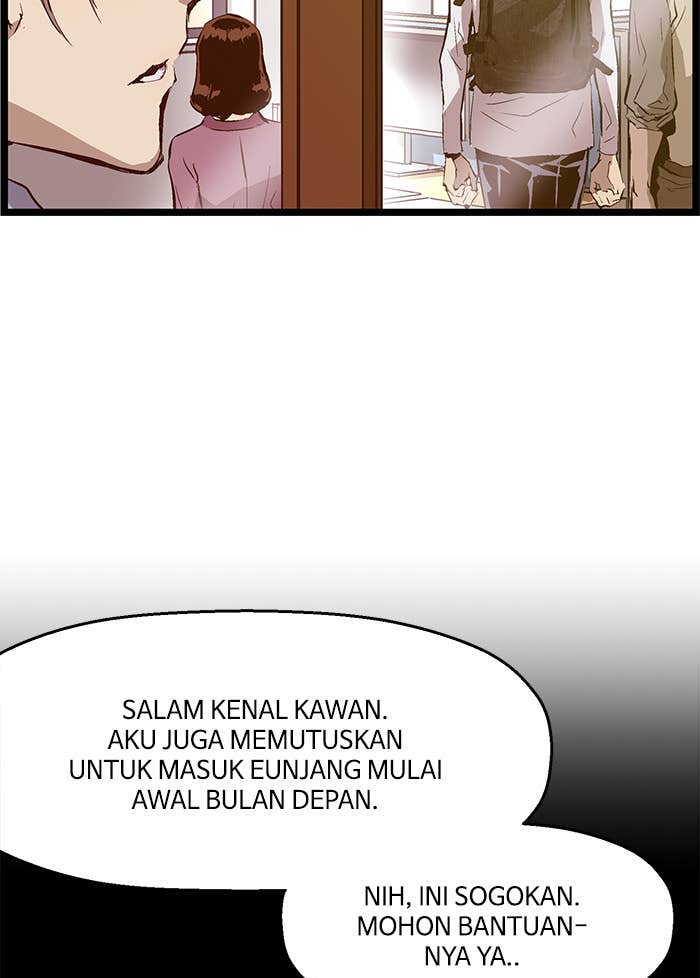 SALAM KENAL KAWAN.
AKU JUGA MEMUTUSKAN
UNTUK MASUK EUNJANG MULAI
AWAL BULAN DEPAN.
NIH, INI SOGOKAN.
MOHON BANTUAN-
NYA YA..